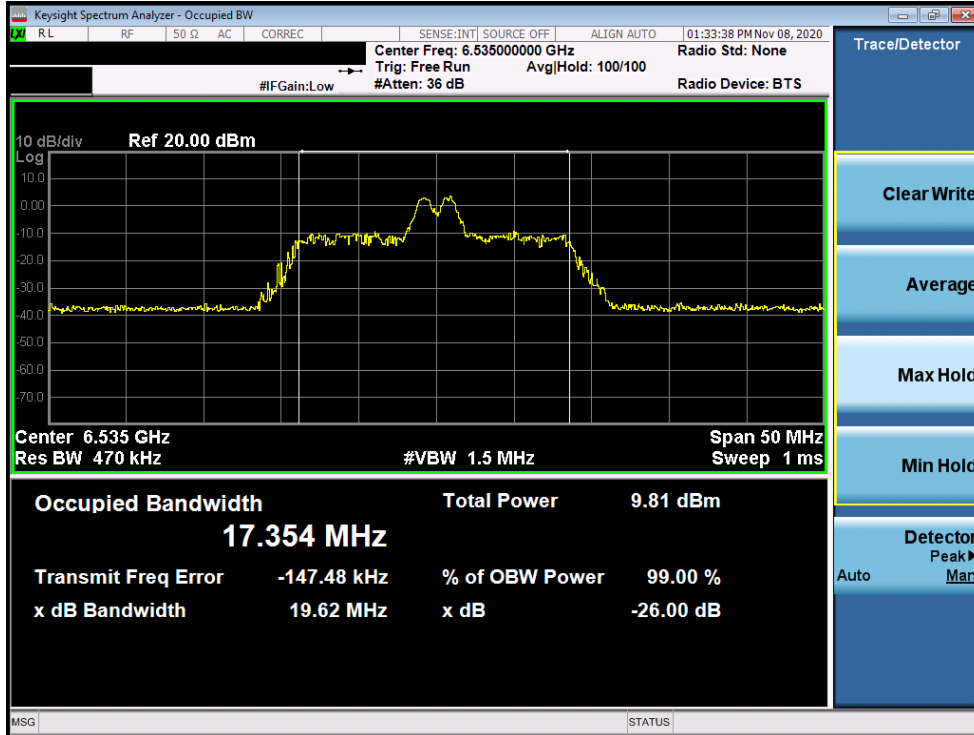 Keysight Spectrum Analyzer - Occupied BW
LXI RL RF 50 Ω AC CORREC SENSE:INT SOURCE OFF ALIGN AUTO 01:33:38 PM Nov 08, 2020
Center Freq: 6.535000000 GHz Radio Std: None
Trig: Free Run Avg|Hold: 100/100
#IFGain:Low #Atten: 36 dB Radio Device: BTS
10 dB/div Ref 20.00 dBm
Log
10.0
0.00
-10.0
-20.0
-30.0
-40.0
-50.0
-60.0
-70.0
Center 6.535 GHz Span 50 MHz
Res BW 470 kHz #VBW 1.5 MHz Sweep 1 ms
Occupied Bandwidth Total Power 9.81 dBm
17.354 MHz
Transmit Freq Error -147.48 kHz % of OBW Power 99.00 %
x dB Bandwidth 19.62 MHz x dB -26.00 dB
MSG STATUS
Trace/Detector
Clear Write
Average
Max Hold
Min Hold
Detector
Peak▶
Auto Man